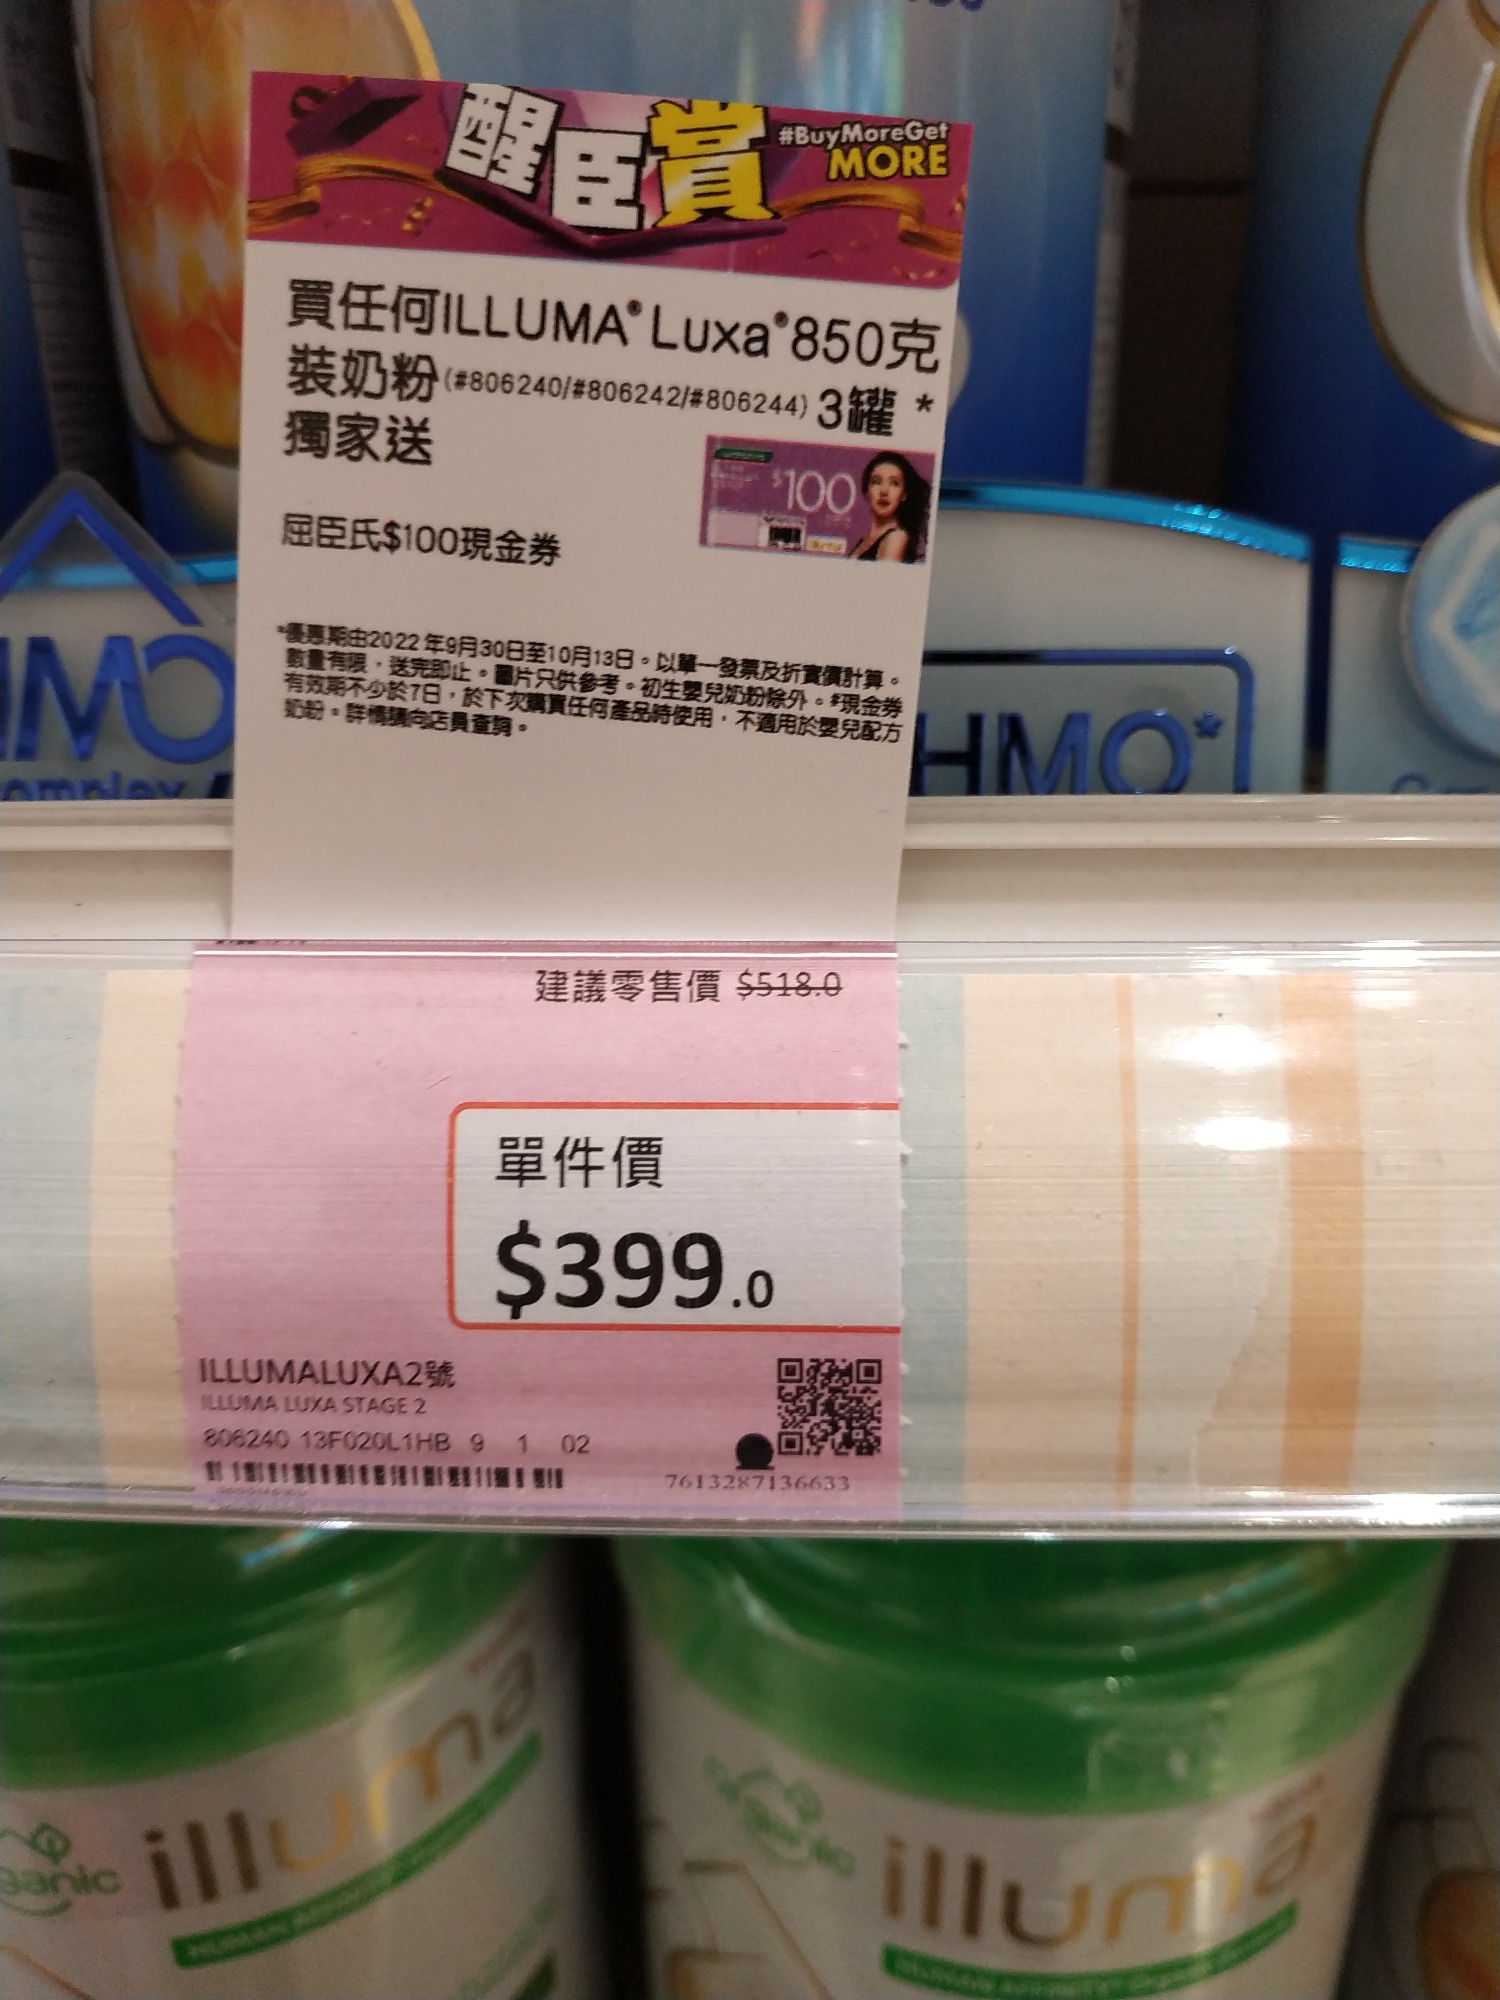 醒臣賞
#BuyMoreGet
MORE
買任何ILLUMA® Luxa®850克
裝奶粉(#806240/#806242/#806244) 3罐 *
獨家送
$100
屈臣氏$100現金券
*優惠期由2022年9月30日至10月13日。以單一發票及折實價計算。
數量有限，送完即止。圖片只供參考。初生嬰兒奶粉除外。#現金券
有效期不少於7日，於下次購買任何產品時使用，不適用於嬰兒配方
奶粉。詳情請向店員查詢。
HMO
HMO*
建議零售價 $518.0
單件價
$399.0
ILLUMALUXA2號
ILLUMA LUXA STAGE 2
806240 13F020L1HB 9 1 02
7613287136633
illuma
illuma
HUMAN AFFINITY